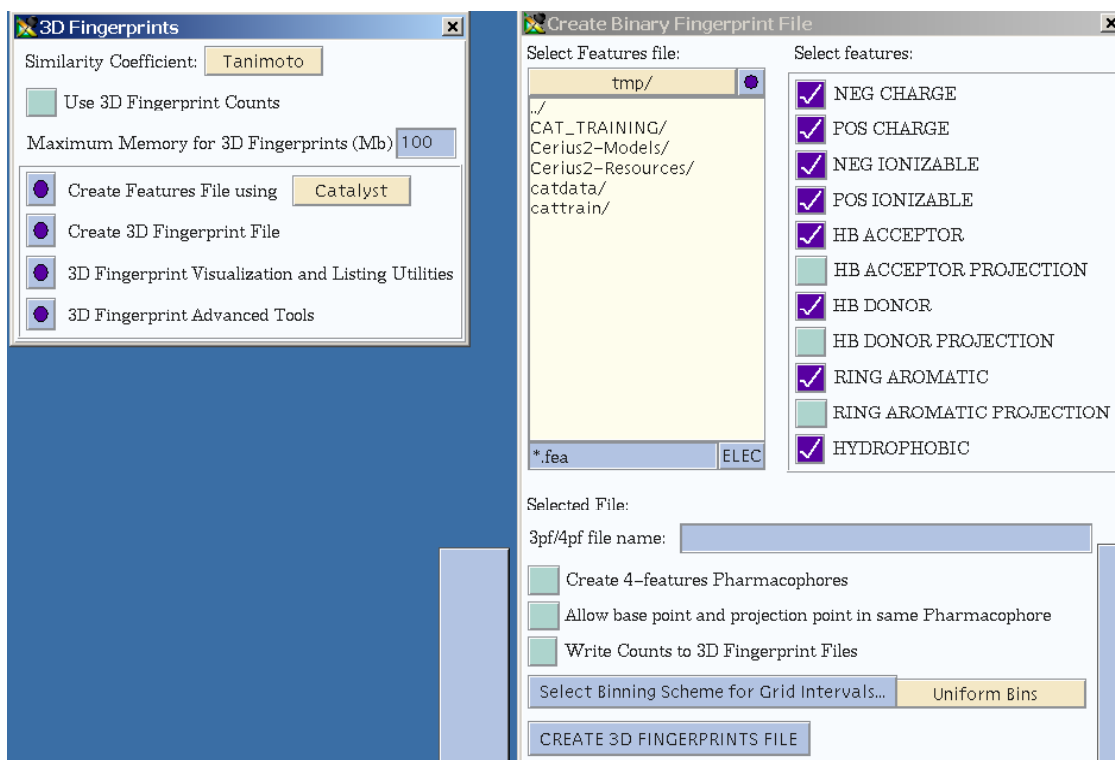 3D Fingerprints
Similarity Coefficient: Tanimoto
Use 3D Fingerprint Counts
Maximum Memory for 3D Fingerprints (Mb) 100
Create Features File using Catalyst
Create 3D Fingerprint File
3D Fingerprint Visualization and Listing Utilities
3D Fingerprint Advanced Tools
Create Binary Fingerprint File
Select Features file:
tmp/
../
CAT_TRAINING/
Cerius2-Models/
Cerius2-Resources/
catdata/
cattrain/
*.fea ELEC
Select features:
NEG CHARGE
POS CHARGE
NEG IONIZABLE
POS IONIZABLE
HB ACCEPTOR
HB ACCEPTOR PROJECTION
HB DONOR
HB DONOR PROJECTION
RING AROMATIC
RING AROMATIC PROJECTION
HYDROPHOBIC
Selected File:
3pf/4pf file name:
Create 4-features Pharmacophores
Allow base point and projection point in same Pharmacophore
Write Counts to 3D Fingerprint Files
Select Binning Scheme for Grid Intervals... Uniform Bins
CREATE 3D FINGERPRINTS FILE